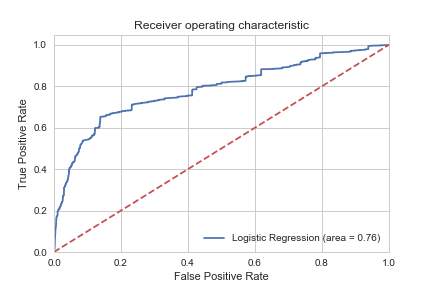 Receiver operating characteristic
1.0
0.8
0.6
0.4
0.2
0.0
True Positive Rate
Logistic Regression (area = 0.76)
0.0 0.2 0.4 0.6 0.8 1.0
False Positive Rate